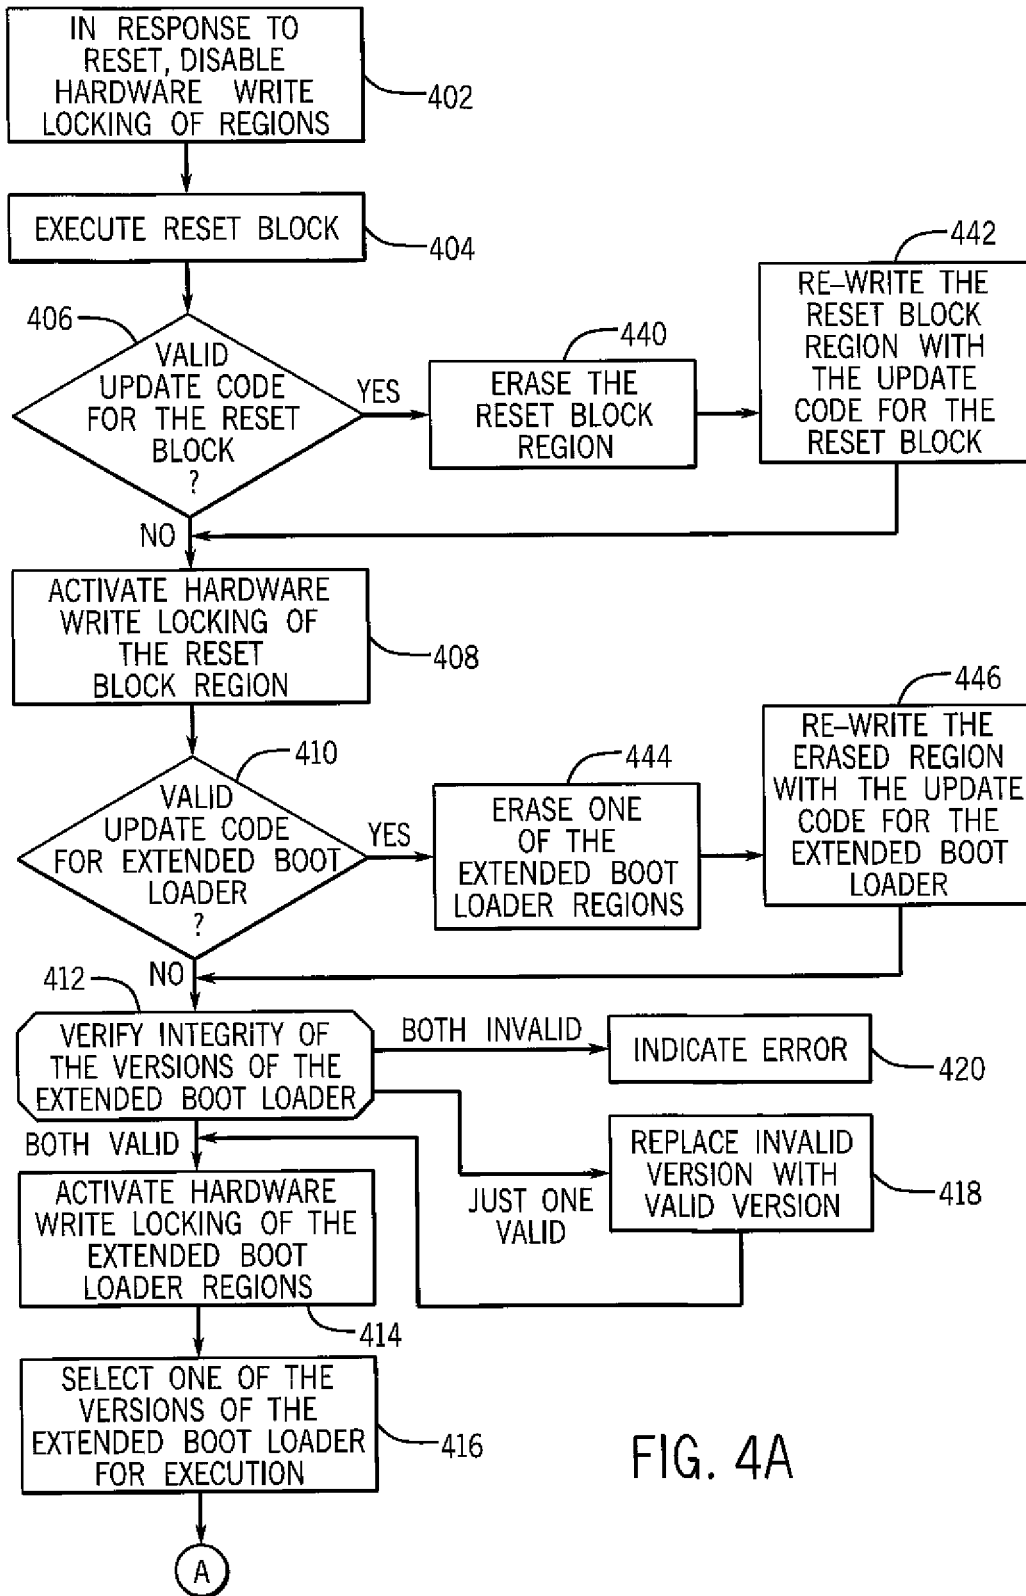 IN RESPONSE TO
RESET, DISABLE
HARDWARE WRITE
LOCKING OF REGIONS
402
EXECUTE RESET BLOCK
404
406
VALID
UPDATE CODE
FOR THE RESET
BLOCK
?
YES
NO
440
ERASE THE
RESET BLOCK
REGION
442
RE-WRITE THE
RESET BLOCK
REGION WITH
THE UPDATE
CODE FOR THE
RESET BLOCK
ACTIVATE HARDWARE
WRITE LOCKING OF
THE RESET
BLOCK REGION
408
410
VALID
UPDATE CODE
FOR EXTENDED BOOT
LOADER
?
YES
NO
444
ERASE ONE
OF THE
EXTENDED BOOT
LOADER REGIONS
446
RE-WRITE THE
ERASED REGION
WITH THE UPDATE
CODE FOR THE
EXTENDED BOOT
LOADER
412
VERIFY INTEGRITY OF
THE VERSIONS OF THE
EXTENDED BOOT LOADER
BOTH INVALID
INDICATE ERROR
420
BOTH VALID
JUST ONE
VALID
REPLACE INVALID
VERSION WITH
VALID VERSION
418
ACTIVATE HARDWARE
WRITE LOCKING OF THE
EXTENDED BOOT
LOADER REGIONS
414
SELECT ONE OF THE
VERSIONS OF THE
EXTENDED BOOT LOADER
FOR EXECUTION
416
A
FIG. 4A